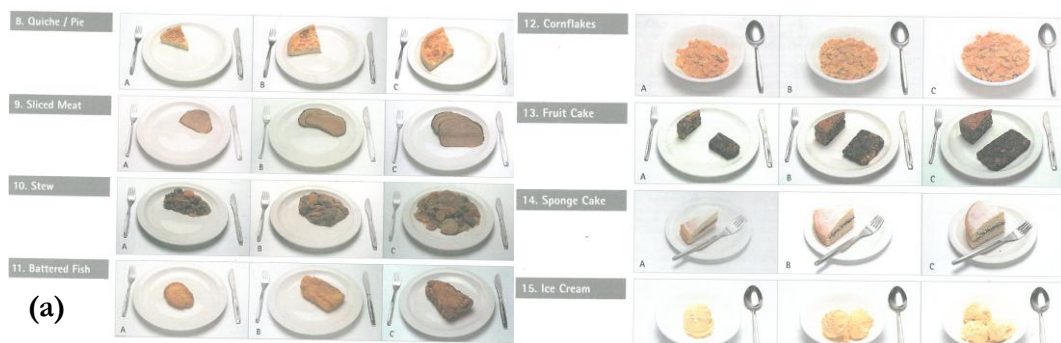 8. Quiche / Pie
A B C
9. Sliced Meat
A B C
10. Stew
A B C
11. Battered Fish
(a)
A B C
12. Cornflakes
A B C
13. Fruit Cake
A B C
14. Sponge Cake
A B C
15. Ice Cream